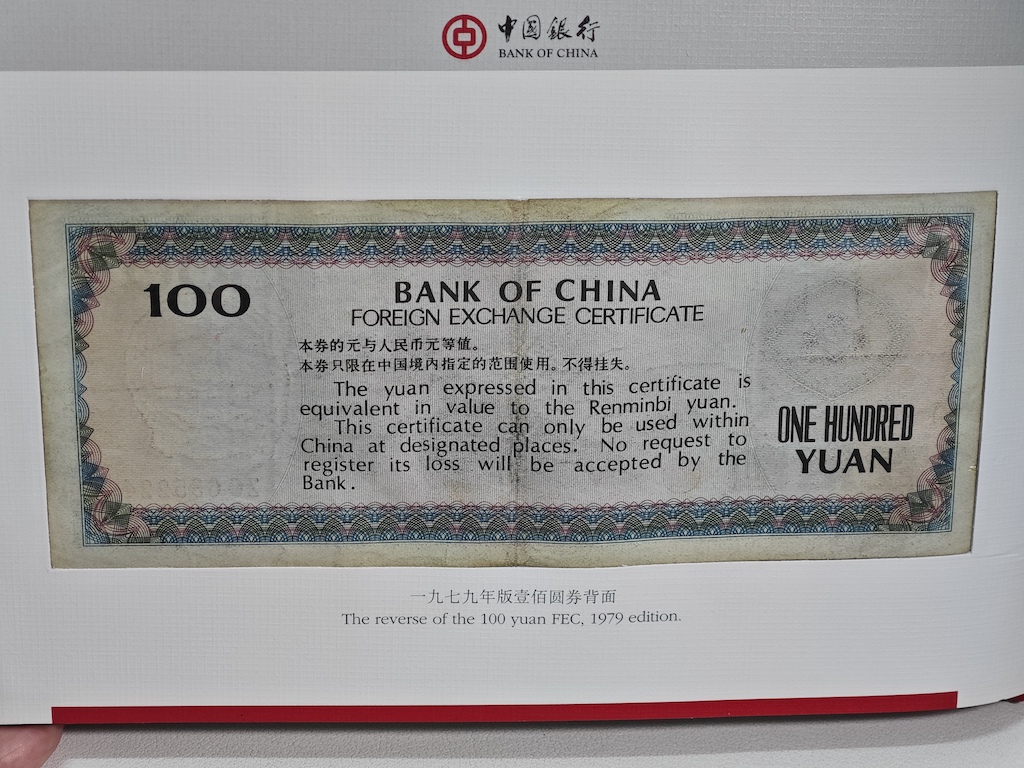 中國銀行
BANK OF CHINA
100
BANK OF CHINA
FOREIGN EXCHANGE CERTIFICATE
本券的元与人民币元等值。
本券只限在中国境内指定的范围使用。不得挂失。
The yuan expressed in this certificate is
equivalent in value to the Renminbi yuan.
This certificate can only be used within
China at designated places. No request to
register its loss will be accepted by the
Bank.
ONE HUNDRED
YUAN
一九七九年版壹佰圆券背面
The reverse of the 100 yuan FEC, 1979 edition.